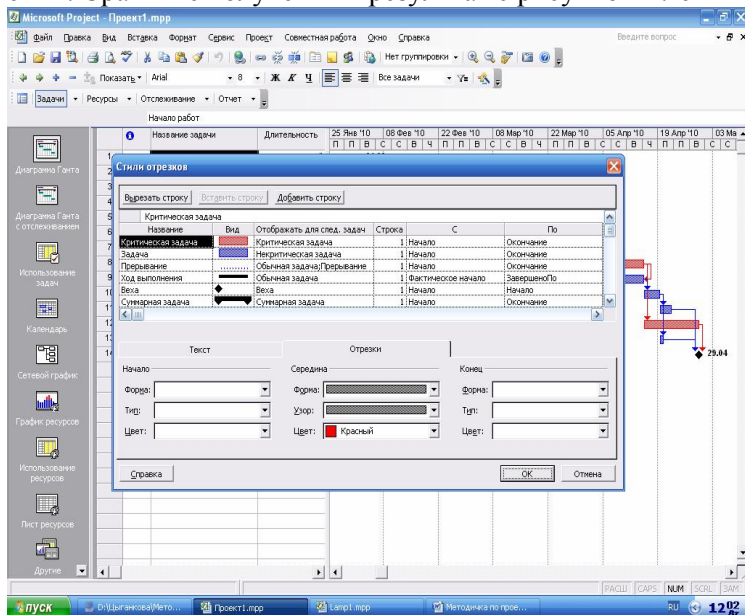 Microsoft Project - Проект1.mpp
Файл Правка Вид Вставка Формат Сервис Проект Совместная работа Окно Справка Введите вопрос
Нет группировки
Показать Arial 8 Ж К Ч Все задачи
Задачи Ресурсы Отслеживание Отчет
Начало работ
Название задачи Длительность 25 Янв '10 08 Фев '10 22 Фев '10 08 Мар '10 22 Мар '10 05 Апр '10 19 Апр '10 03 Ма
П П В С С В Ч П П В С С В Ч П П В С С В Ч П П В С С
Диаграмма Ганта
Диаграмма Ганта с отслеживанием
Использование задач
Календарь
Сетевой график
График ресурсов
Использование ресурсов
Лист ресурсов
Другие
Стили отрезков
Вырезать строку Вставить строку Добавить строку
Критическая задача
Название Вид Отображать для след. задач Строка С По
Критическая задача Критическая задача 1 Начало Окончание
Задача Некритическая задача 1 Начало Окончание
Прерывание Обычная задача;Прерывание 1 Начало Окончание
Ход выполнения Обычная задача 1 Фактическое начало ЗавершеноПо
Веха Веха 1 Начало Начало
Суммарная задача Суммарная задача 1 Начало Окончание
Текст Отрезки
Начало Середина Конец
Форма: Форма: Форма:
Тип: Узор: Тип:
Цвет: Цвет: Красный Цвет:
Справка ОК Отмена
29.04
РАСШ CAPS NUM SCRL ЗАМ
пуск D:\Цыганкова\Мето... Проект1.mpp Lamp1.mpp Методичка по прое... RU 12:02